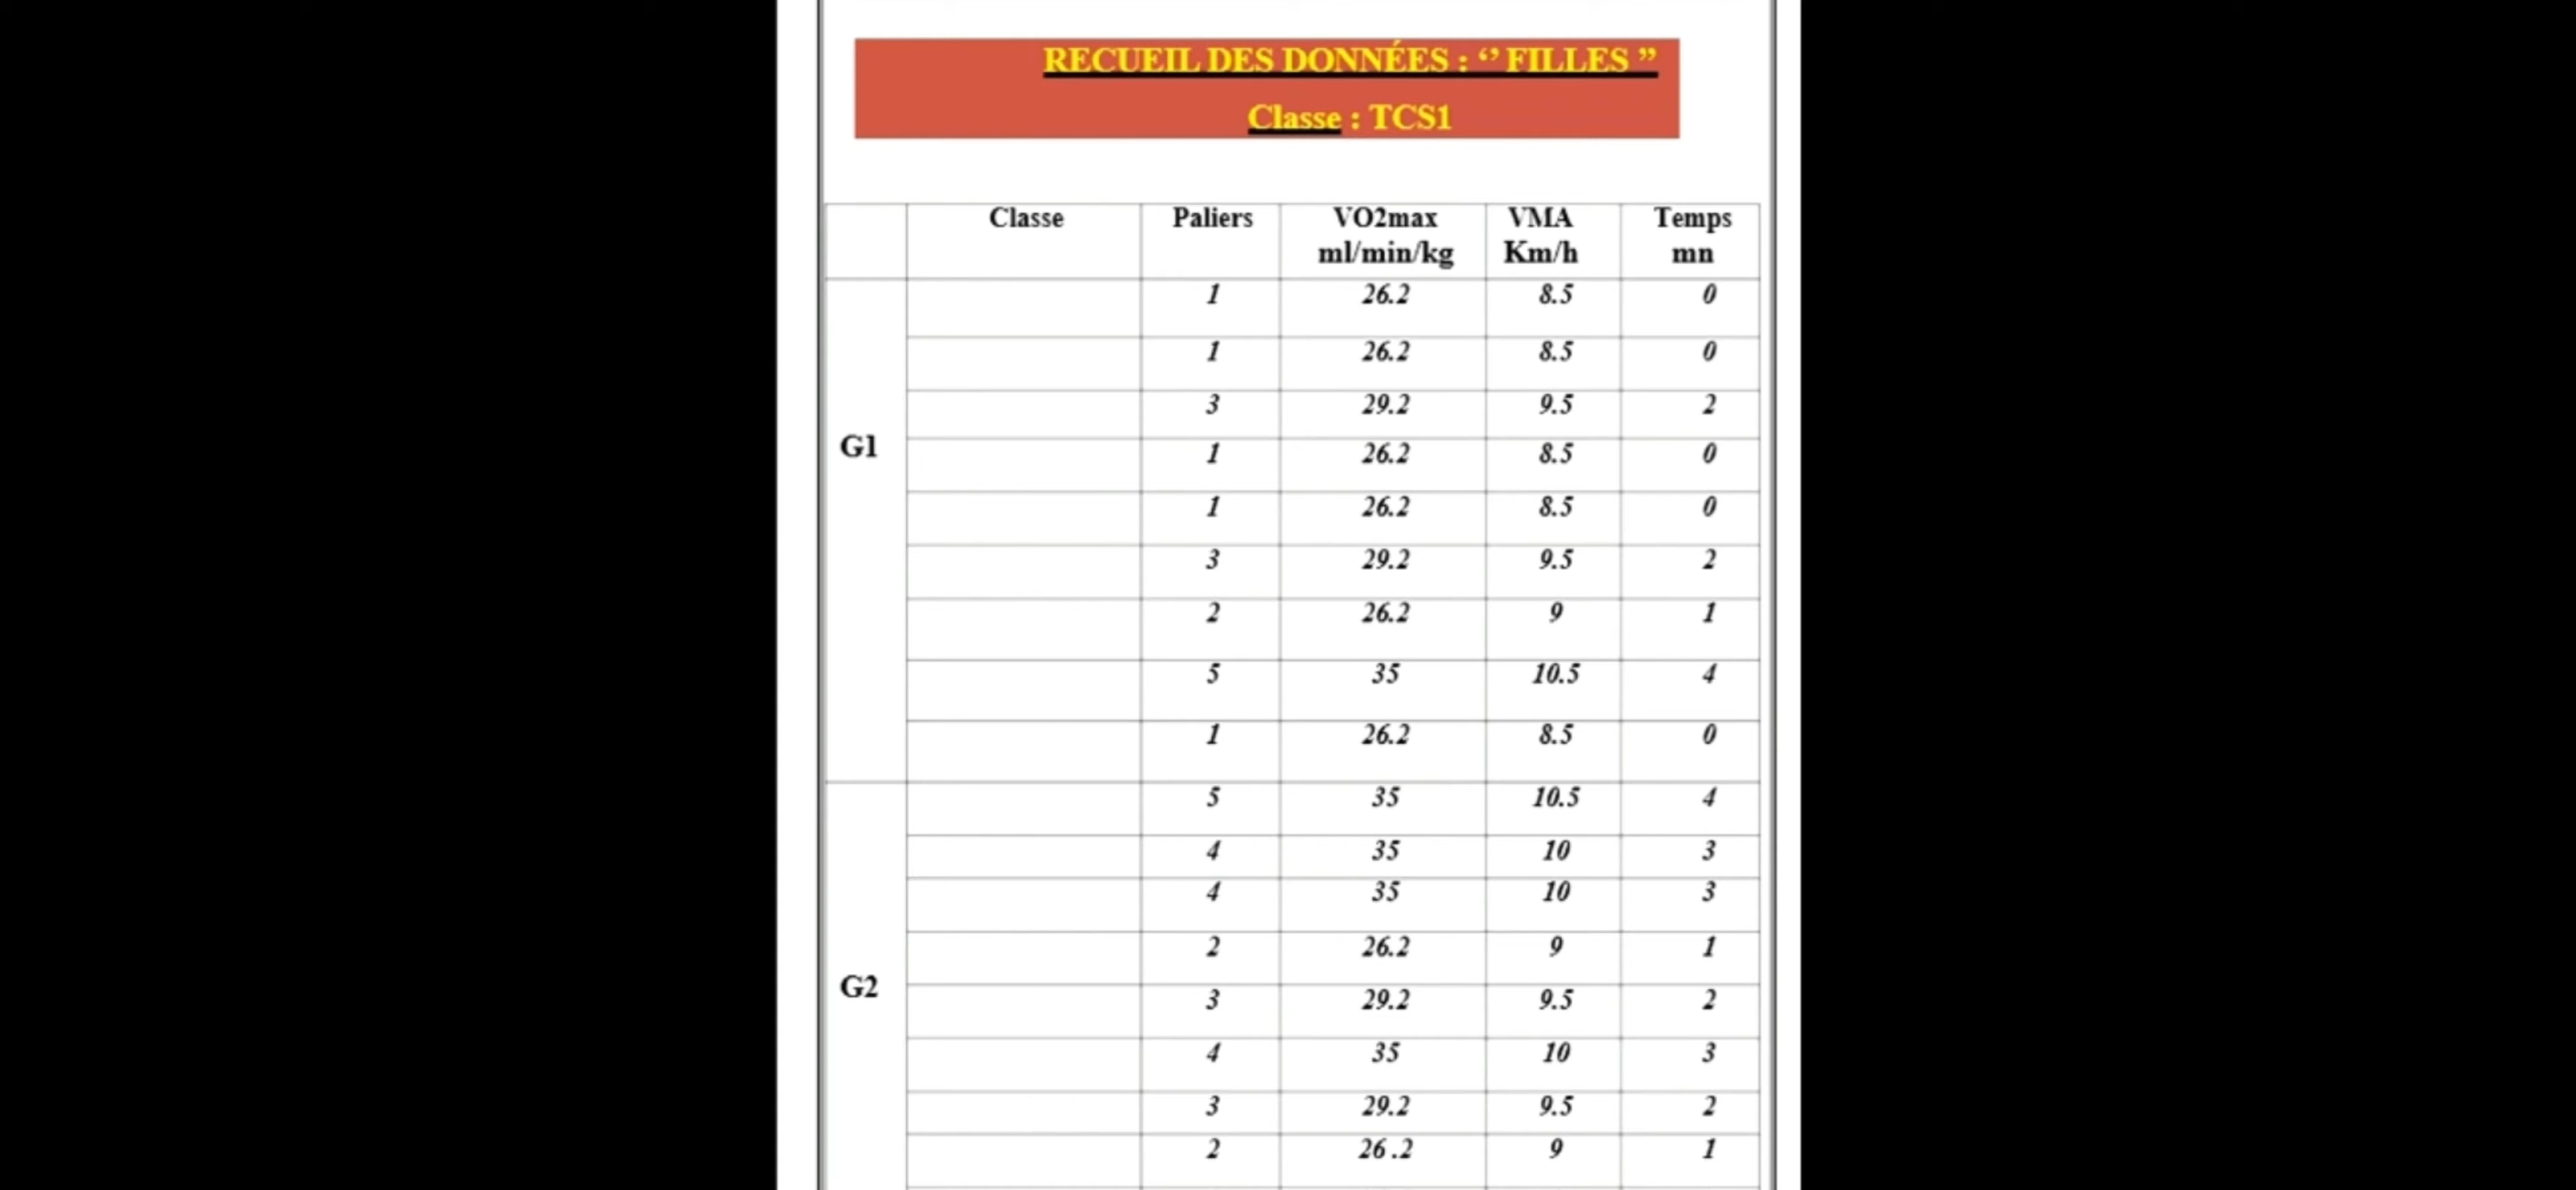 RECUEIL DES DONNÉES : ‘’ FILLES ’’
Classe : TCS1
Classe Paliers VO2max ml/min/kg VMA Km/h Temps mn
G1
1 26.2 8.5 0
1 26.2 8.5 0
3 29.2 9.5 2
1 26.2 8.5 0
1 26.2 8.5 0
3 29.2 9.5 2
2 26.2 9 1
5 35 10.5 4
1 26.2 8.5 0
G2
5 35 10.5 4
4 35 10 3
4 35 10 3
2 26.2 9 1
3 29.2 9.5 2
4 35 10 3
3 29.2 9.5 2
2 26 .2 9 1